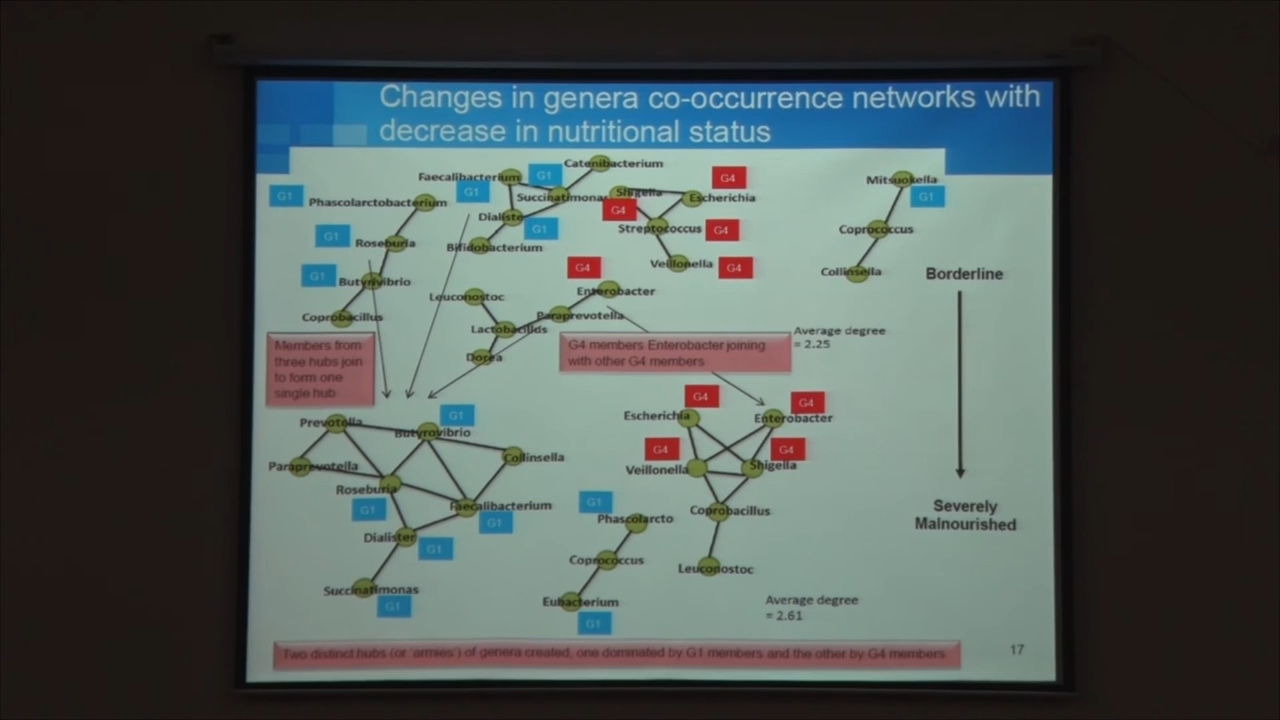 Changes in genera co-occurrence networks with
decrease in nutritional status
Catenibacterium
Faecalibacterium
G1
G4
Mitsuokella
G1
G1
Succinatimonas
Shigella
Escherichia
G1
Phascolarctobacterium
G4
Dialister
G1
Streptococcus
G4
Coprococcus
G1
Roseburia
Bifidobacterium
Veillonella
G4
G4
Collinsella
Borderline
G1
Butyrivibrio
Leuconostoc
Enterobacter
Coprobacillus
Paraprevotella
Lactobacillus
Dorea
Members from
three hubs join
to form one
single hub
G4 members Enterobacter joining
with other G4 members
Average degree
= 2.25
G4
G4
Prevotella
G1
Butyrovibrio
Escherichia
Enterobacter
G4
G4
Paraprevotella
Collinsella
Veillonella
Shigella
Roseburia
G1
Faecalibacterium
G1
G1
Phascolarcto
Coprobacillus
Severely
Malnourished
Dialister
G1
Coprococcus
Leuconostoc
Succinatimonas
G1
Eubacterium
G1
Average degree
= 2.61
Two distinct hubs (or 'armies') of genera created, one dominated by G1 members and the other by G4 members
17